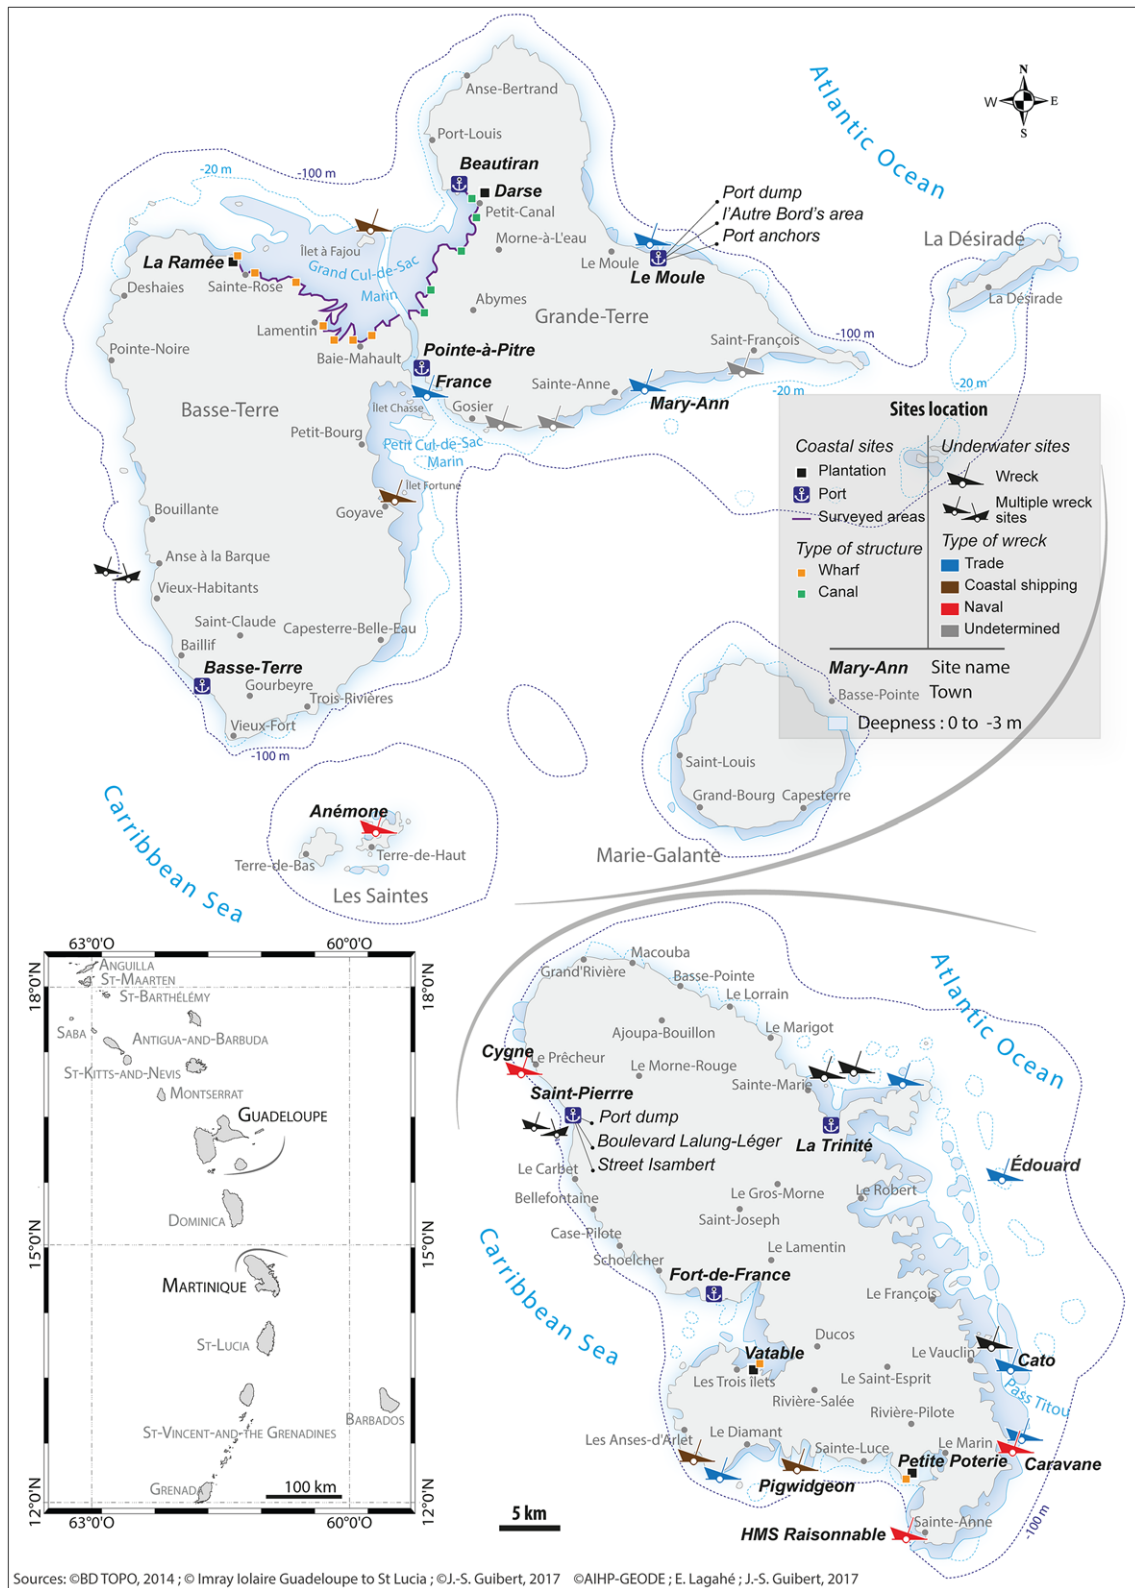 Anse-Bertrand
Port-Louis
Atlantic Ocean
N
W
E
S
-20 m
-100 m
Beautiran
Darse
Petit-Canal
Morne-à-L'eau
Port dump
l'Autre Bord's area
Port anchors
Le Moule
Le Moule
La Désirade
La Désirade
Îlet à Fajou
Grand Cul-de-Sac
Marin
La Ramée
Sainte-Rose
Deshaies
Lamentin
Abymes
Grande-Terre
Pointe-Noire
Baie-Mahault
Pointe-à-Pitre
Saint-François
-100 m
-20 m
-20 m
France
Sainte-Anne
Mary-Ann
Îlet Chasse
Gosier
Basse-Terre
Petit-Bourg
Petit Cul-de-Sac
Marin
Îlet Fortune
Goyave
Bouillante
Anse à la Barque
Vieux-Habitants
Saint-Claude
Capesterre-Belle-Eau
Baillif
Basse-Terre
Gourbeyre
Trois-Rivières
Vieux-Fort
-100 m
Sites location
Coastal sites
Plantation
Port
Surveyed areas
Type of structure
Wharf
Canal
Underwater sites
Wreck
Multiple wreck
sites
Type of wreck
Trade
Coastal shipping
Naval
Undetermined
Mary-Ann
Site name
Basse-Pointe
Town
Deepness : 0 to -3 m
Saint-Louis
Grand-Bourg
Capesterre
Marie-Galante
Carribbean Sea
Anémone
Terre-de-Bas
Terre-de-Haut
Les Saintes
63°0'O
60°0'O
18°0'N
18°0'N
Anguilla
St-Maarten
St-Barthélémy
Saba
Antigua-and-Barbuda
St-Kitts-and-Nevis
Montserrat
Guadeloupe
Dominica
15°0'N
15°0'N
Martinique
St-Lucia
Barbados
St-Vincent-and the Grenadines
Grenada
100 km
12°0'N
12°0'N
63°0'O
60°0'O
Macouba
Grand'Rivière
Basse-Pointe
Le Lorrain
Ajoupa-Bouillon
Le Marigot
Atlantic Ocean
Cygne
Le Prêcheur
Le Morne-Rouge
Sainte-Marie
Saint-Pierrre
Port dump
Boulevard Lalung-Léger
Street Isambert
La Trinité
Édouard
Le Carbet
Bellefontaine
Le Gros-Morne
Le Robert
Saint-Joseph
Case-Pilote
Schoelcher
Le Lamentin
Carribbean Sea
Fort-de-France
Le François
Ducos
Vatable
Le Vauclin
Cato
Les Trois îlets
Le Saint-Esprit
Pass Titou
Rivière-Salée
Rivière-Pilote
Les Anses-d'Arlet
Le Diamant
Sainte-Luce
Le Marin
Petite Poterie
Caravane
Pigwidgeon
5 km
HMS Raisonnable
Sainte-Anne
-100 m
Sources: ©BD TOPO, 2014 ; © Imray Iolaire Guadeloupe to St Lucia ; ©J.-S. Guibert, 2017 ©AIHP-GEODE ; E. Lagahé ; J.-S. Guibert, 2017